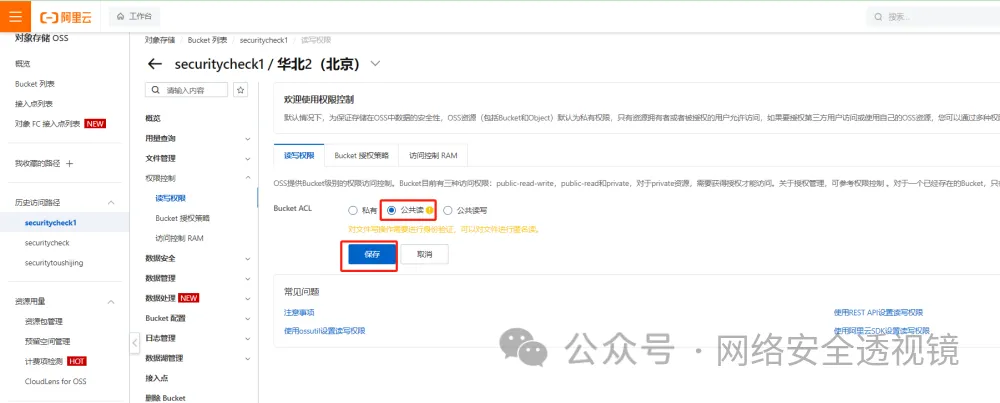 阿里云 工作台 搜索...
对象存储 OSS
概览
Bucket 列表
接入点列表
对象 FC 接入点列表 NEW
我收藏的路径 +
历史访问路径
securitycheck1
securitycheck
securitytoushijing
资源用量
资源包管理
预留空间管理
计费项检测 HOT
CloudLens for OSS
对象存储 / Bucket 列表 / securitycheck1 / 读写权限
securitycheck1 / 华北2（北京）
请输入内容
概览
用量查询
文件管理
权限控制
读写权限
Bucket 授权策略
访问控制 RAM
数据安全
数据管理
数据处理 NEW
Bucket 配置
日志管理
数据湖管理
接入点
删除 Bucket
欢迎使用权限控制
默认情况下，为保证存储在OSS中数据的安全性，OSS资源（包括Bucket和Object）默认为私有权限，只有资源拥有者或者被授权的用户允许访问，如果要授权第三方用户访问或使用自己的OSS资源，您可以通过多种权
读写权限 Bucket 授权策略 访问控制 RAM
OSS提供Bucket级别的权限访问控制。Bucket目前有三种访问权限：public-read-write，public-read和private，对于private资源，需要获得授权才能访问。关于授权管理，可参考权限控制 。对于一个已经存在的Bucket，只
Bucket ACL 私有 公共读 公共读写
对文件写操作需要进行身份验证，可以对文件进行匿名读。
保存 取消
常见问题
注意事项 使用REST API设置读写权限
使用ossutil设置读写权限 使用阿里云SDK设置读写权限
公众号 · 网络安全透视镜